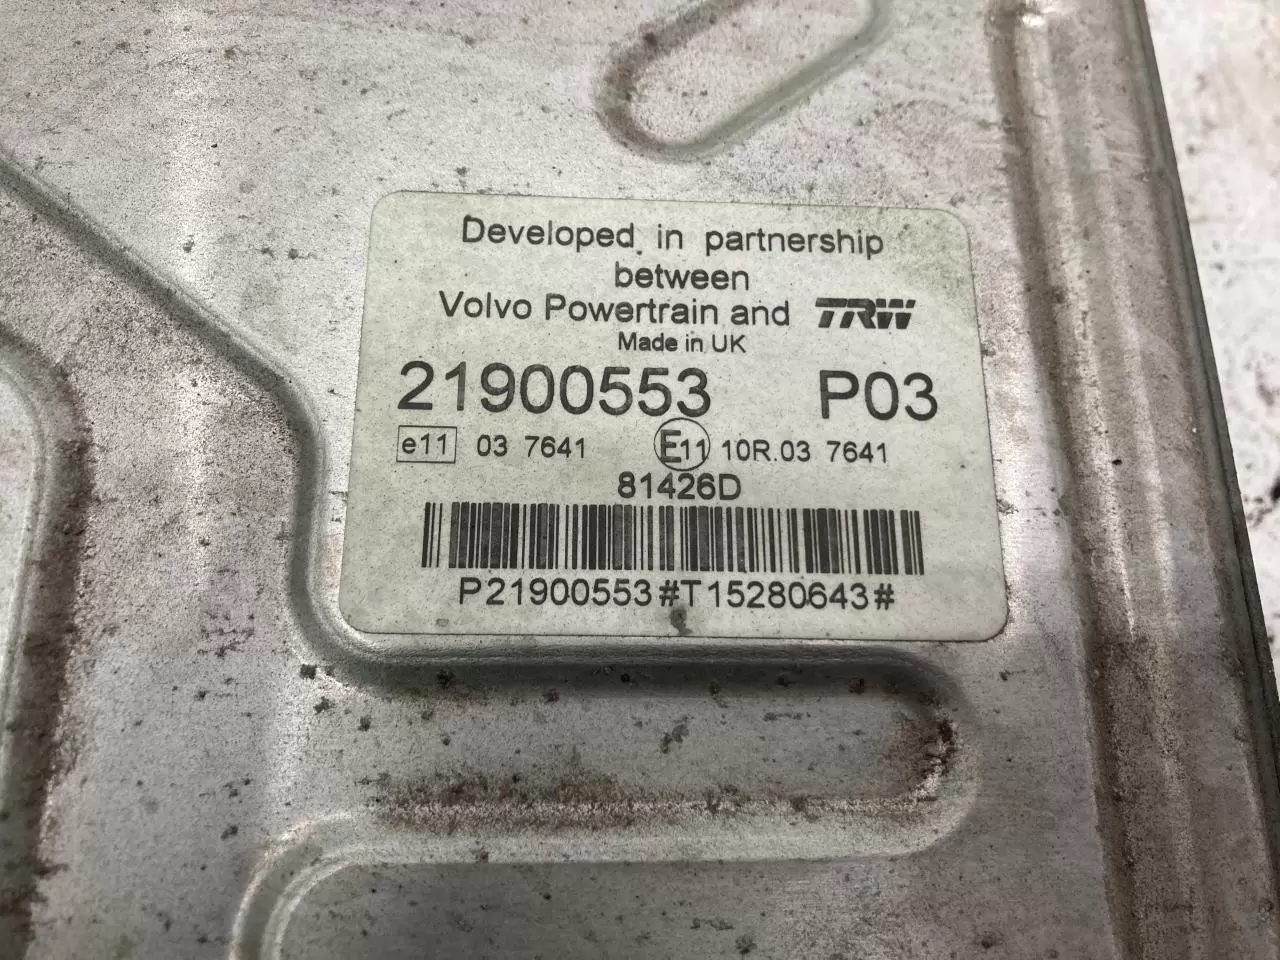 Developed in partnership
between
Volvo Powertrain and TRW
Made in UK
21900553 P03
e11 03 7641 E11 10R.03 7641
81426D
P21900553#T15280643#